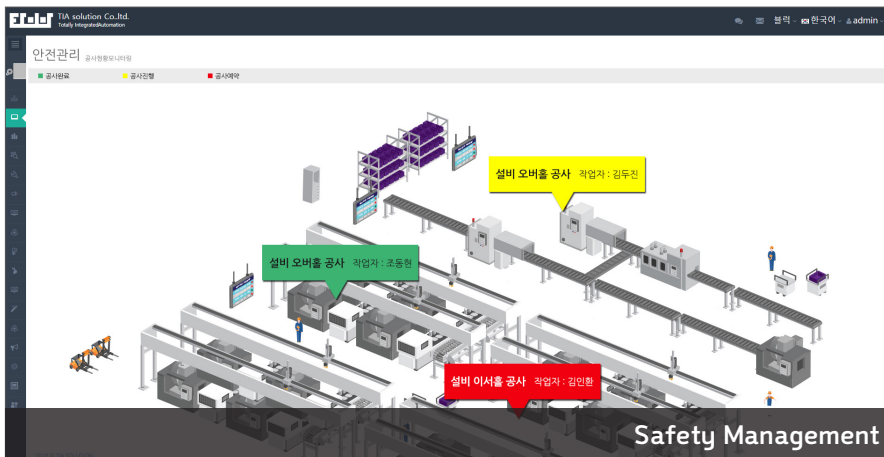 TIA solution Co.,ltd.
Totally IntegratedAutomation
블럭 한국어 admin
안전관리 공사현황모니터링
공사완료 공사진행 공사예약
설비 오버홀 공사 작업자 : 김두진
설비 오버홀 공사 작업자 : 조동현
설비 이서홀 공사 작업자 : 김인환
Safety Management